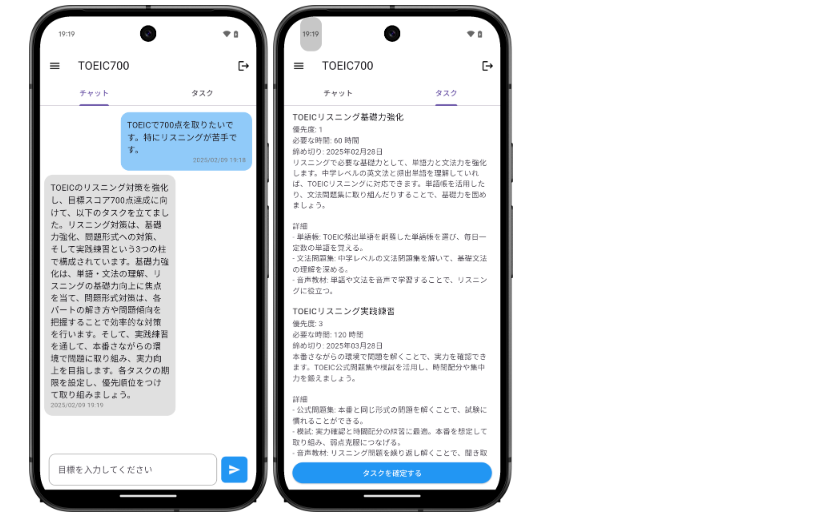 19:19
TOEIC700
チャット
タスク
TOEICで700点を取りたいで
す。特にリスニングが苦手で
す。
2025/02/09 19:18
TOEICのリスニング対策を強化
し、目標スコア700点達成に向
けて、以下のタスクを立てまし
た。リスニング対策は、基礎
力強化、問題形式への対策、
そして実践練習という3つの柱
で構成されています。基礎力強
化は、単語・文法の理解、リ
スニングの基礎力向上に焦点
を当て、問題形式対策は、各
パートの解き方や問題傾向を
把握することで効率的な対策
を行います。そして、実践練習
を通して、本番さながらの環
境で問題に取り組み、実力向
上を目指します。各タスクの期
限を設定し、優先順位をつけ
て取り組みましょう。
2025/02/09 19:19
目標を入力してください
19:19
TOEIC700
チャット
タスク
TOEICリスニング基礎力強化
優先度: 1
必要な時間: 60 時間
締め切り: 2025年02月28日
リスニングで必要な基礎力として、単語力と文法力を強化
します。中学レベルの英文法と頻出単語を理解していれ
ば、TOEICリスニングに対応できます。単語帳を活用した
り、文法問題集に取り組んだりすることで、基礎力を固め
ましょう。
詳細
- 単語帳: TOEIC頻出単語を網羅した単語帳を選び、毎日一
定数の単語を覚える。
- 文法問題集: 中学レベルの文法問題集を解いて、基礎文法
の理解を深める。
- 音声教材: 単語や文法を音声で学習することで、リスニン
グに役立つ。
TOEICリスニング実践練習
優先度: 3
必要な時間: 120 時間
締め切り: 2025年03月28日
本番さながらの環境で問題を解くことで、実力を確認でき
ます。TOEIC公式問題集や模試を活用し、時間配分や集中
力を鍛えましょう。
詳細
- 公式問題集: 本番と同じ形式の問題を解くことで、試験に
慣れることができる。
- 模試: 実力確認と時間配分の練習に最適。本番を想定して
取り組み、弱点克服につなげる。
- 音声教材: リスニング問題を繰り返し解くことで、聞き取
タスクを確定する